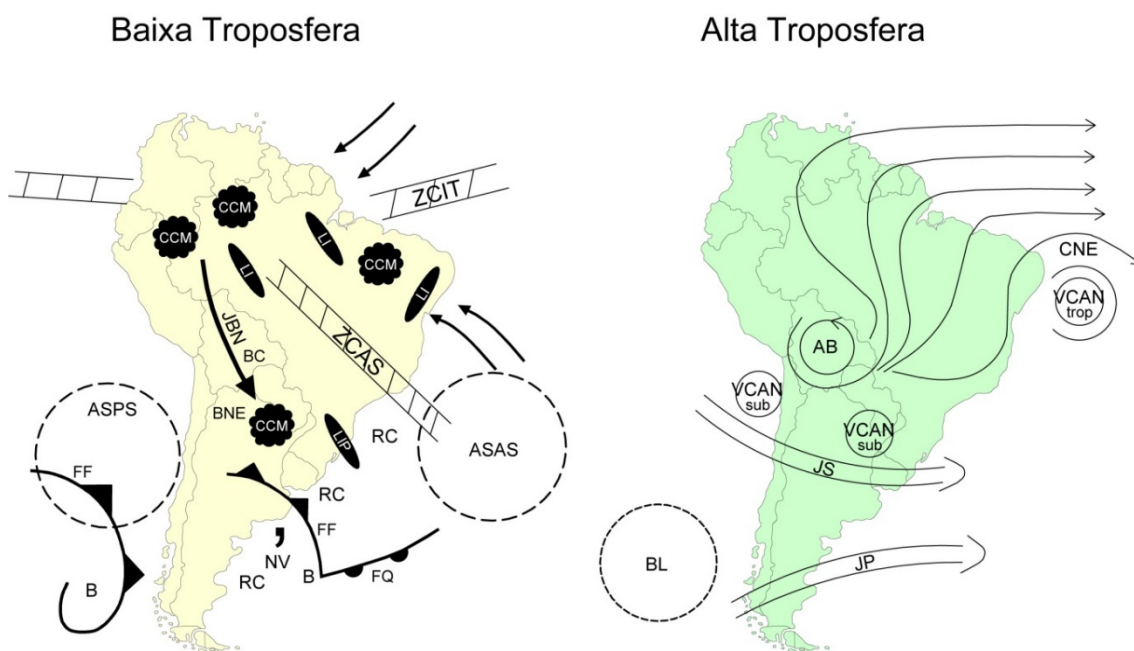 Baixa Troposfera
ZCIT
CCM
CCM
LI
CCM
LI
LI
JBN
BC
ZCAS
ASPS
BNE
CCM
LIP
RC
ASAS
FF
RC
FF
NV
RC
B
FQ
B
Alta Troposfera
CNE
VCAN
trop
AB
VCAN
sub
VCAN
sub
JS
BL
JP